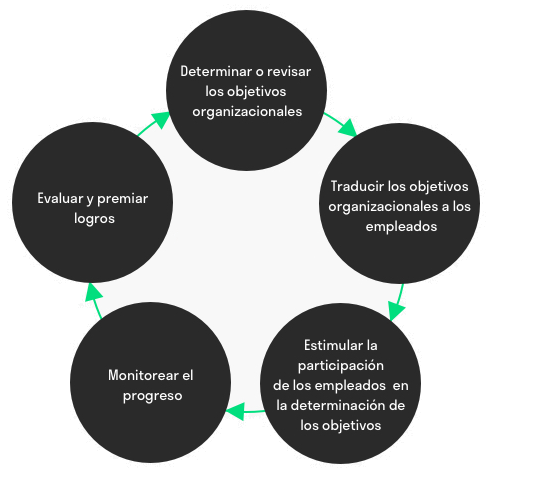 Determinar o revisar
los objetivos
organizacionales
Traducir los objetivos
organizacionales a los
empleados
Estimular la
participación
de los empleados en
la determinación de
los objetivos
Monitorear el
progreso
Evaluar y premiar
logros